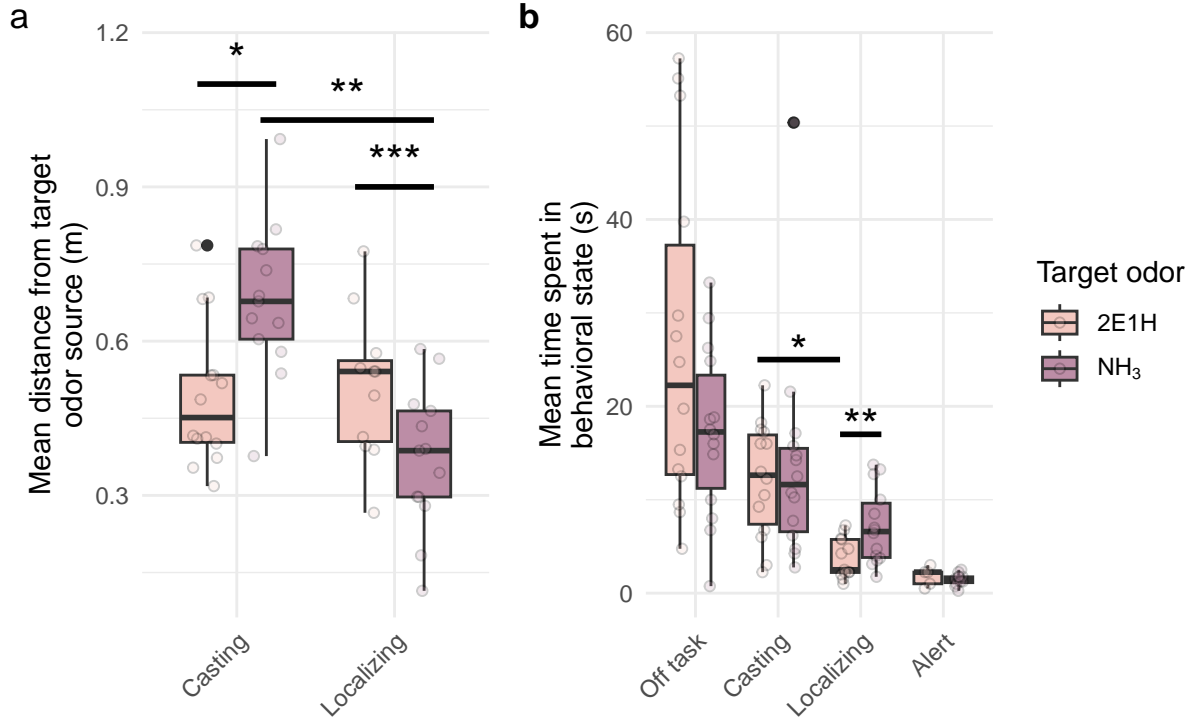 a
Mean distance from target
odor source (m)
1.2
0.9
0.6
0.3
*
**
***
Casting
Localizing
b
Mean time spent in
behavioral state (s)
60
40
20
0
*
**
Off task
Casting
Localizing
Alert
Target odor
2E1H
NH₃